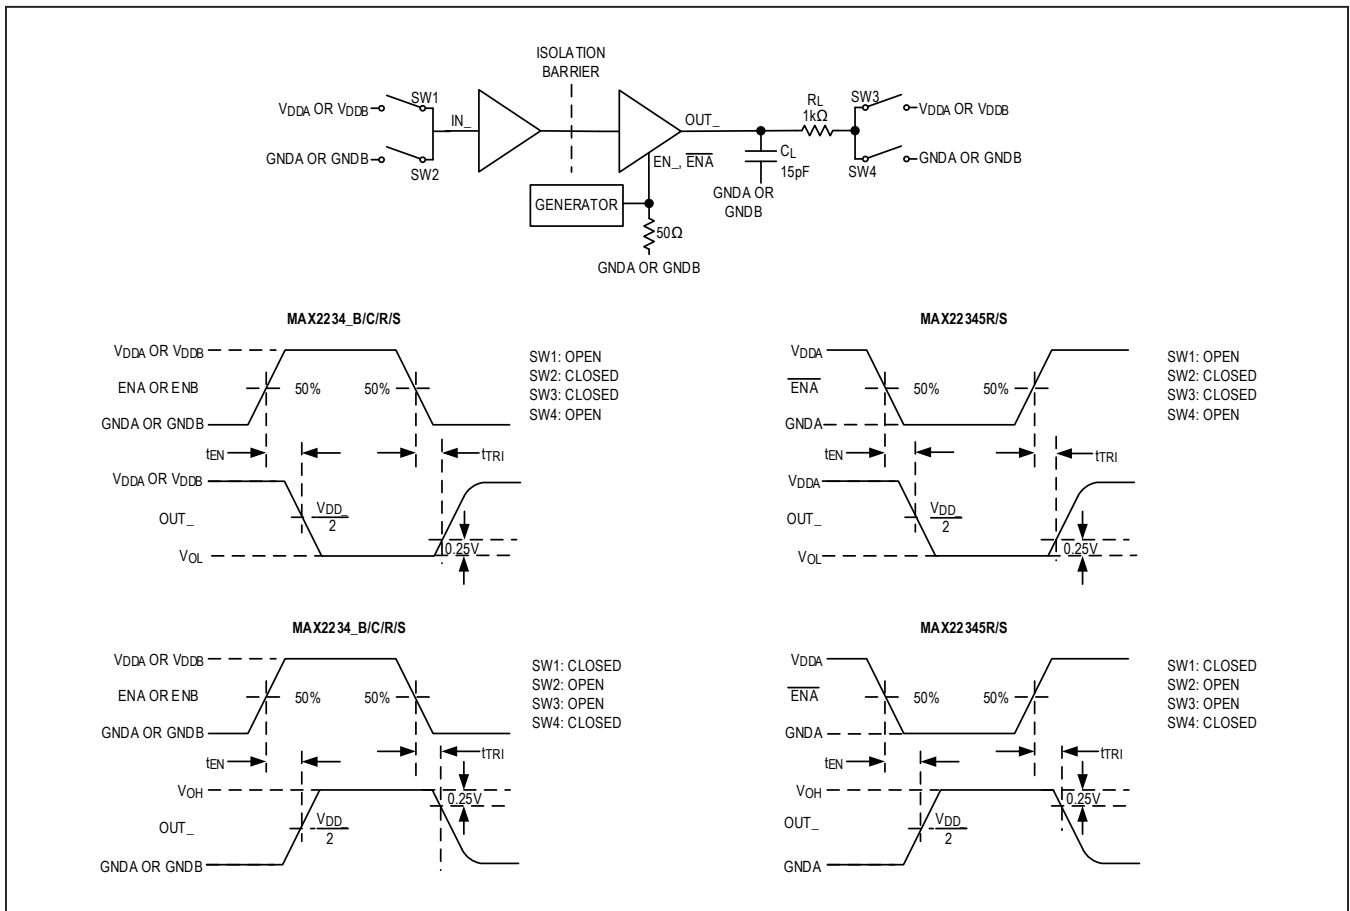 ISOLATION
BARRIER
VDDA OR VDDB
SW1
IN_
OUT_
RL
1kΩ
SW3
VDDA OR VDDB
GNDA OR GNDB
SW2
EN_, E̅N̅A̅
CL
15pF
SW4
GNDA OR GNDB
GENERATOR
GNDA OR
GNDB
50Ω
GNDA OR GNDB
MAX2234_B/C/R/S
VDDA OR VDDB
ENA OR ENB
50%
50%
GNDA OR GNDB
tEN
tTRI
VDDA OR VDDB
OUT_
VDD_
2
VOL
0.25V
SW1: OPEN
SW2: CLOSED
SW3: CLOSED
SW4: OPEN
MAX22345R/S
VDDA
E̅N̅A̅
50%
50%
GNDA
tEN
tTRI
VDDA
OUT_
VDD_
2
VOL
0.25V
SW1: OPEN
SW2: CLOSED
SW3: CLOSED
SW4: OPEN
MAX2234_B/C/R/S
VDDA OR VDDB
ENA OR ENB
50%
50%
GNDA OR GNDB
tEN
tTRI
VOH
0.25V
OUT_
VDD_
2
GNDA OR GNDB
SW1: CLOSED
SW2: OPEN
SW3: OPEN
SW4: CLOSED
MAX22345R/S
VDDA
E̅N̅A̅
50%
50%
GNDA
tEN
tTRI
VOH
0.25V
OUT_
VDD_
2
GNDA
SW1: CLOSED
SW2: OPEN
SW3: OPEN
SW4: CLOSED